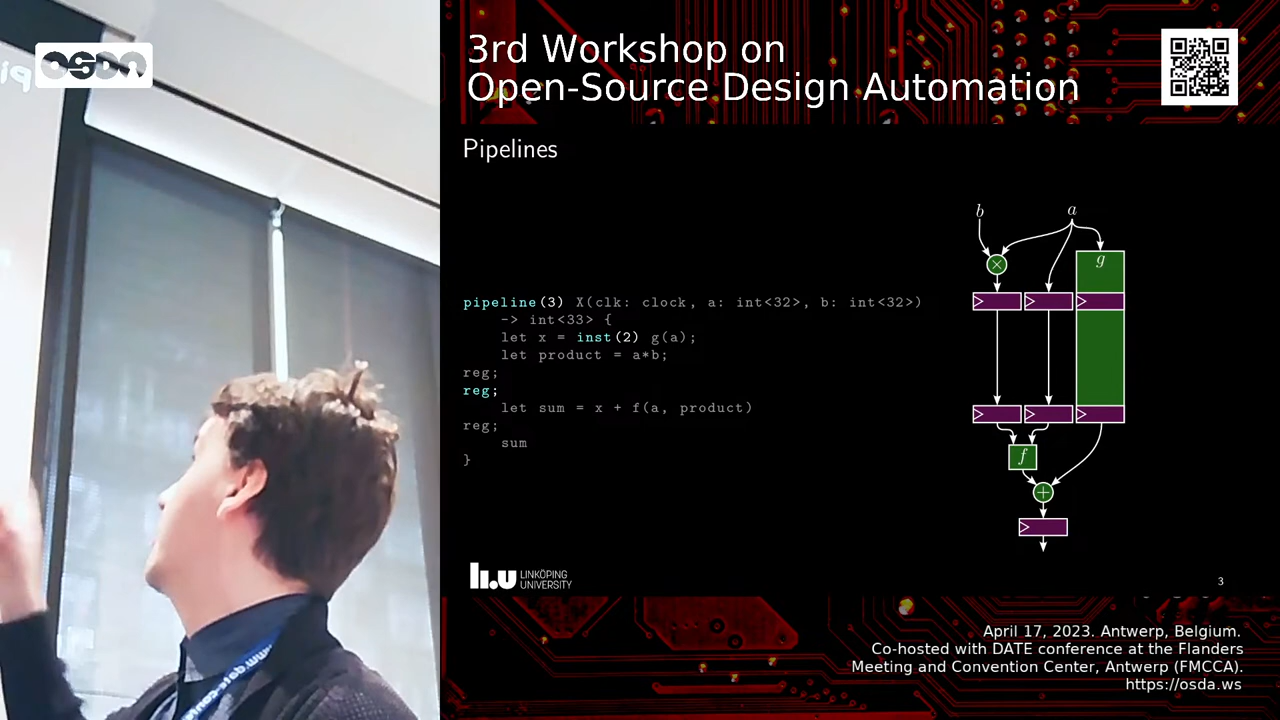 OSDA
3rd Workshop on
Open-Source Design Automation
Pipelines
pipeline(3) X(clk: clock, a: int<32>, b: int<32>)
-> int<33> {
let x = inst(2) g(a);
let product = a*b;
reg;
reg;
let sum = x + f(a, product)
reg;
sum
}
b
a
×
g
f
+
LiU LINKÖPING
UNIVERSITY
3
April 17, 2023. Antwerp, Belgium.
Co-hosted with DATE conference at the Flanders
Meeting and Convention Center, Antwerp (FMCCA).
https://osda.ws